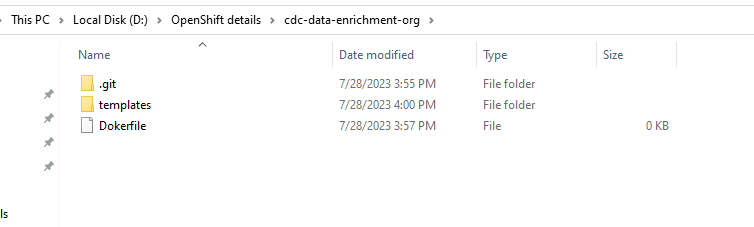 This PC > Local Disk (D:) > OpenShift details > cdc-data-enrichment-org >
Name Date modified Type Size
.git 7/28/2023 3:55 PM File folder
templates 7/28/2023 4:00 PM File folder
Dokerfile 7/28/2023 3:57 PM File 0 KB
ls